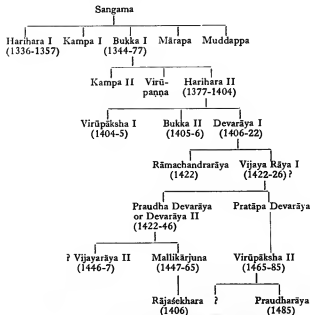 Sangama
Harihara I Kampa I Bukka I Mārapa Muddappa
(1336-1357) (1344-77)
Kampa II Virū- Harihara II
paṇṇa (1377-1404)
Virūpāksha I Bukka II Devarāya I
(1404-5) (1405-6) (1406-22)
Rāmachandrarāya Vijaya Rāya I
(1422) (1422-26) ?
Praudha Devarāya Pratāpa Devarāya
or Devarāya II
(1422-46)
? Vijayarāya II Mallikārjuna Virūpāksha II
(1446-7) (1447-65) (1465-85)
Rājaśekhara ? Praudharāya
(1406) (1485)